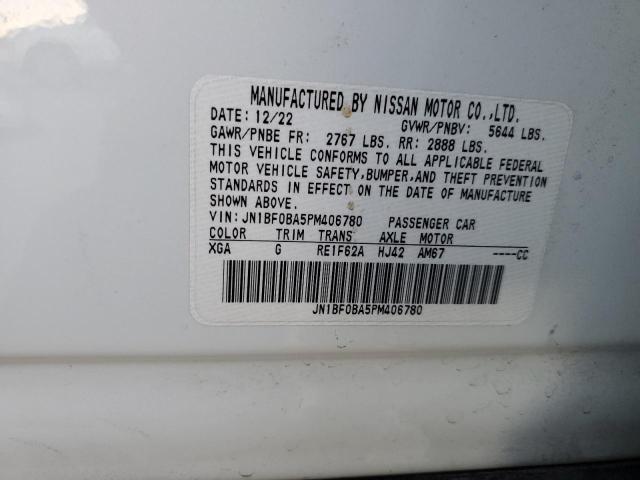 MANUFACTURED BY NISSAN MOTOR CO.,LTD.
DATE: 12/22 GVWR/PNBV: 5644 LBS.
GAWR/PNBE FR: 2767 LBS. RR: 2888 LBS.
THIS VEHICLE CONFORMS TO ALL APPLICABLE FEDERAL
MOTOR VEHICLE SAFETY,BUMPER,AND THEFT PREVENTION
STANDARDS IN EFFECT ON THE DATE OF MANUFACTURE
SHOWN ABOVE.
VIN: JN1BF0BA5PM406780 PASSENGER CAR
COLOR TRIM TRANS AXLE MOTOR
XGA G RE1F62A HJ42 AM67 ----CC
JN1BF0BA5PM406780